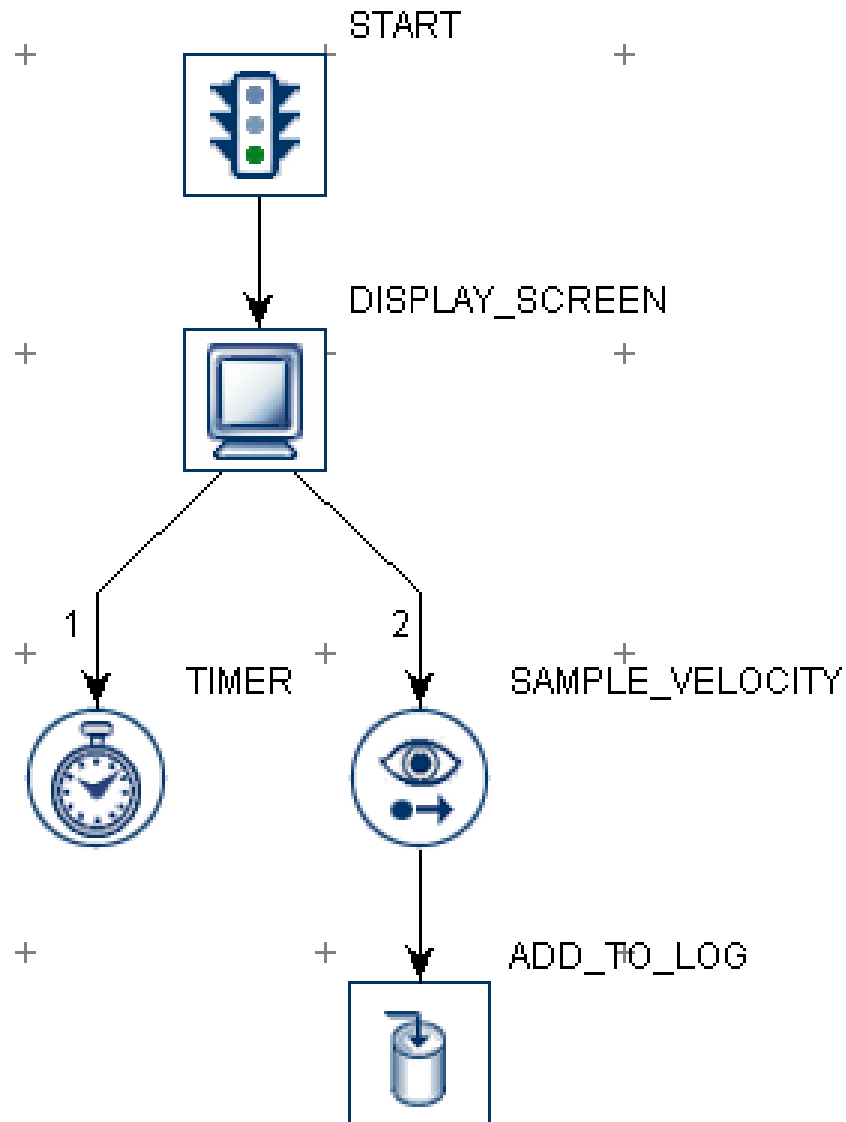 START
DISPLAY_SCREEN
1
2
TIMER
SAMPLE_VELOCITY
ADD_TO_LOG